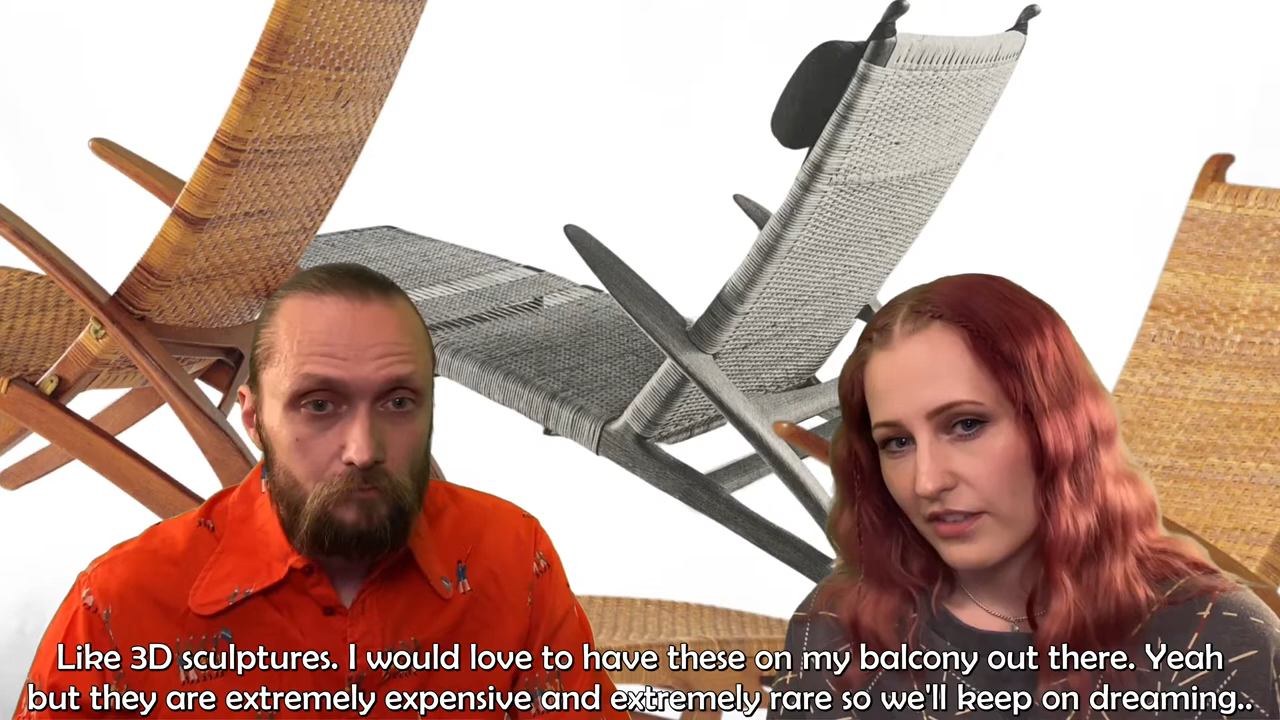 Like 3D sculptures. I would love to have these on my balcony out there. Yeah
but they are extremely expensive and extremely rare so we'll keep on dreaming..